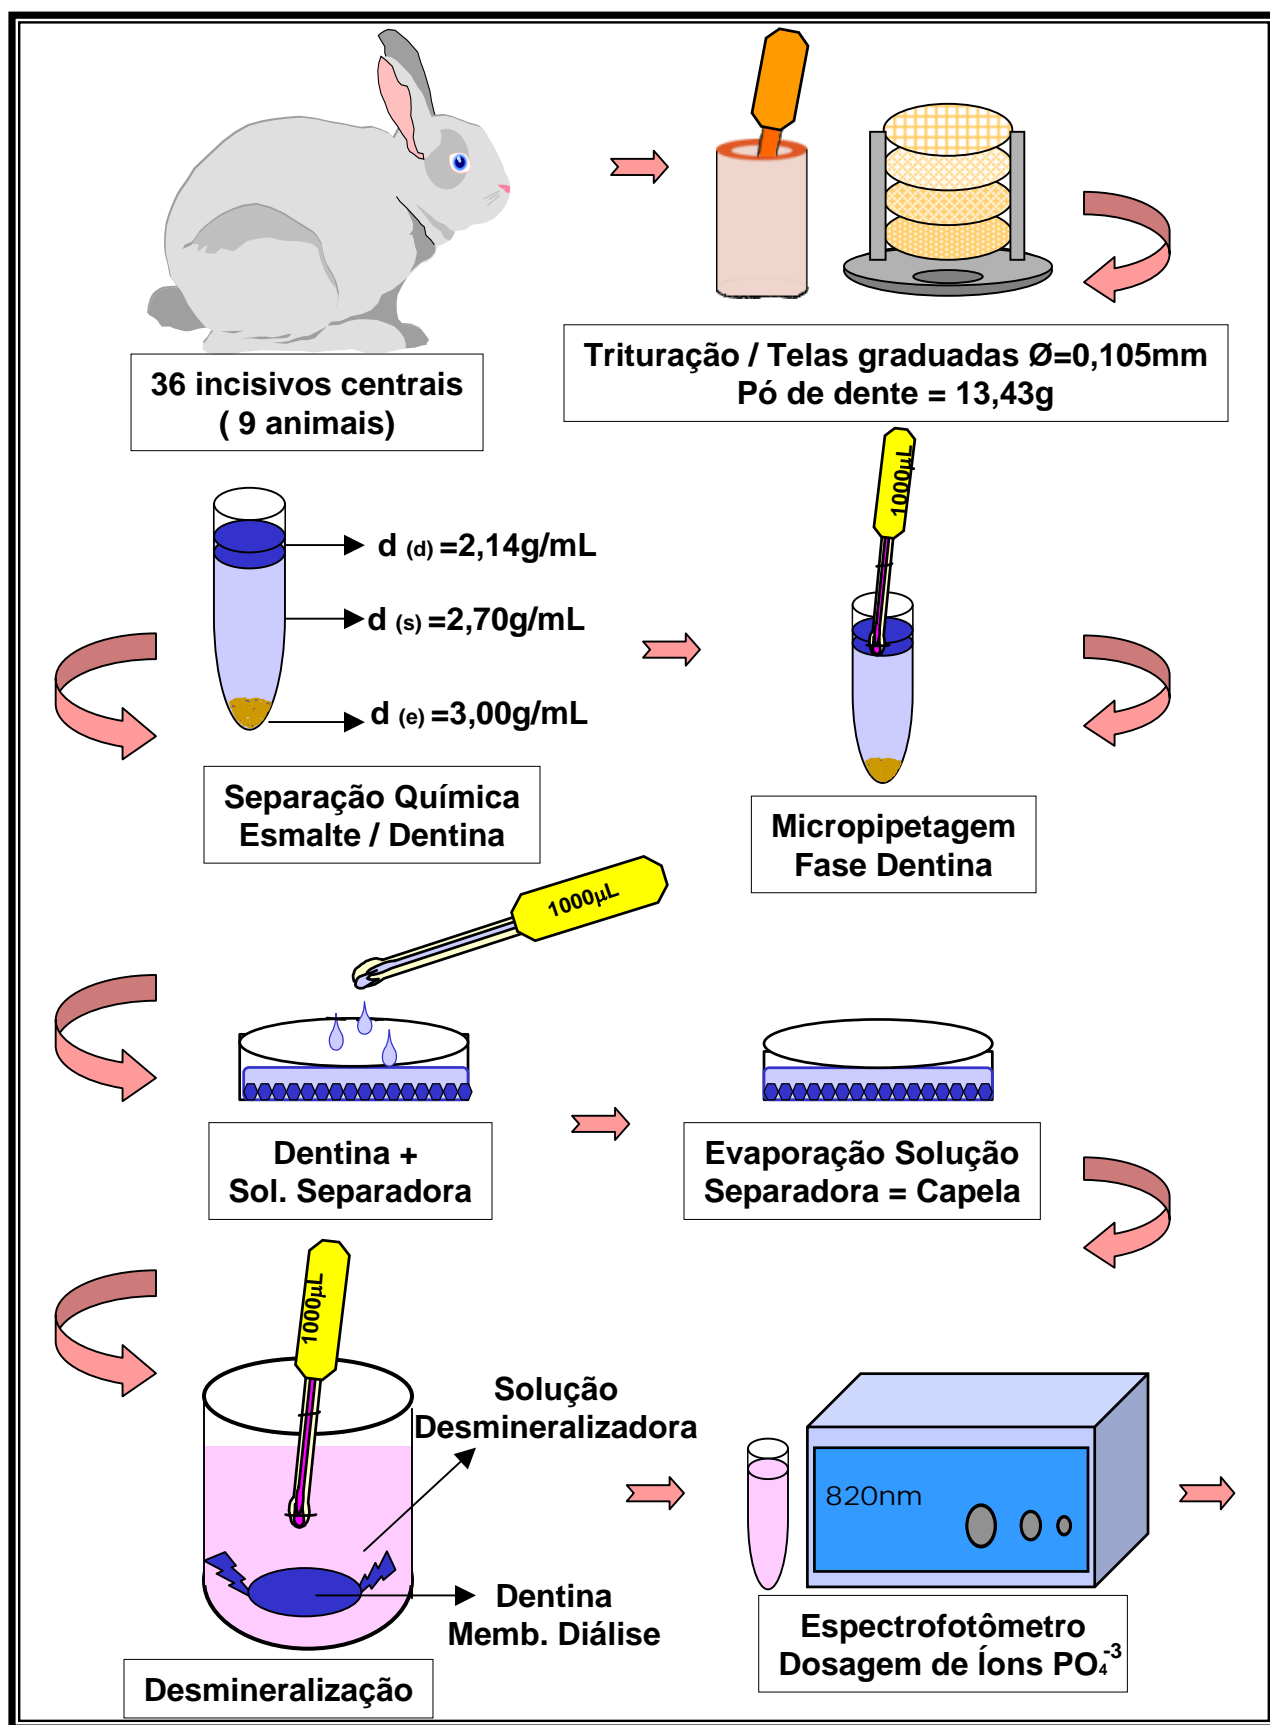 36 incisivos centrais
( 9 animais)
Trituração / Telas graduadas Ø=0,105mm
Pó de dente = 13,43g
d (d) =2,14g/mL
d (s) =2,70g/mL
d (e) =3,00g/mL
Separação Química
Esmalte / Dentina
1000µL
Micropipetagem
Fase Dentina
1000µL
Dentina +
Sol. Separadora
Evaporação Solução
Separadora = Capela
1000µL
Solução
Desmineralizadora
Dentina
Memb. Diálise
Desmineralização
820nm
Espectrofotômetro
Dosagem de Íons PO₄⁻³